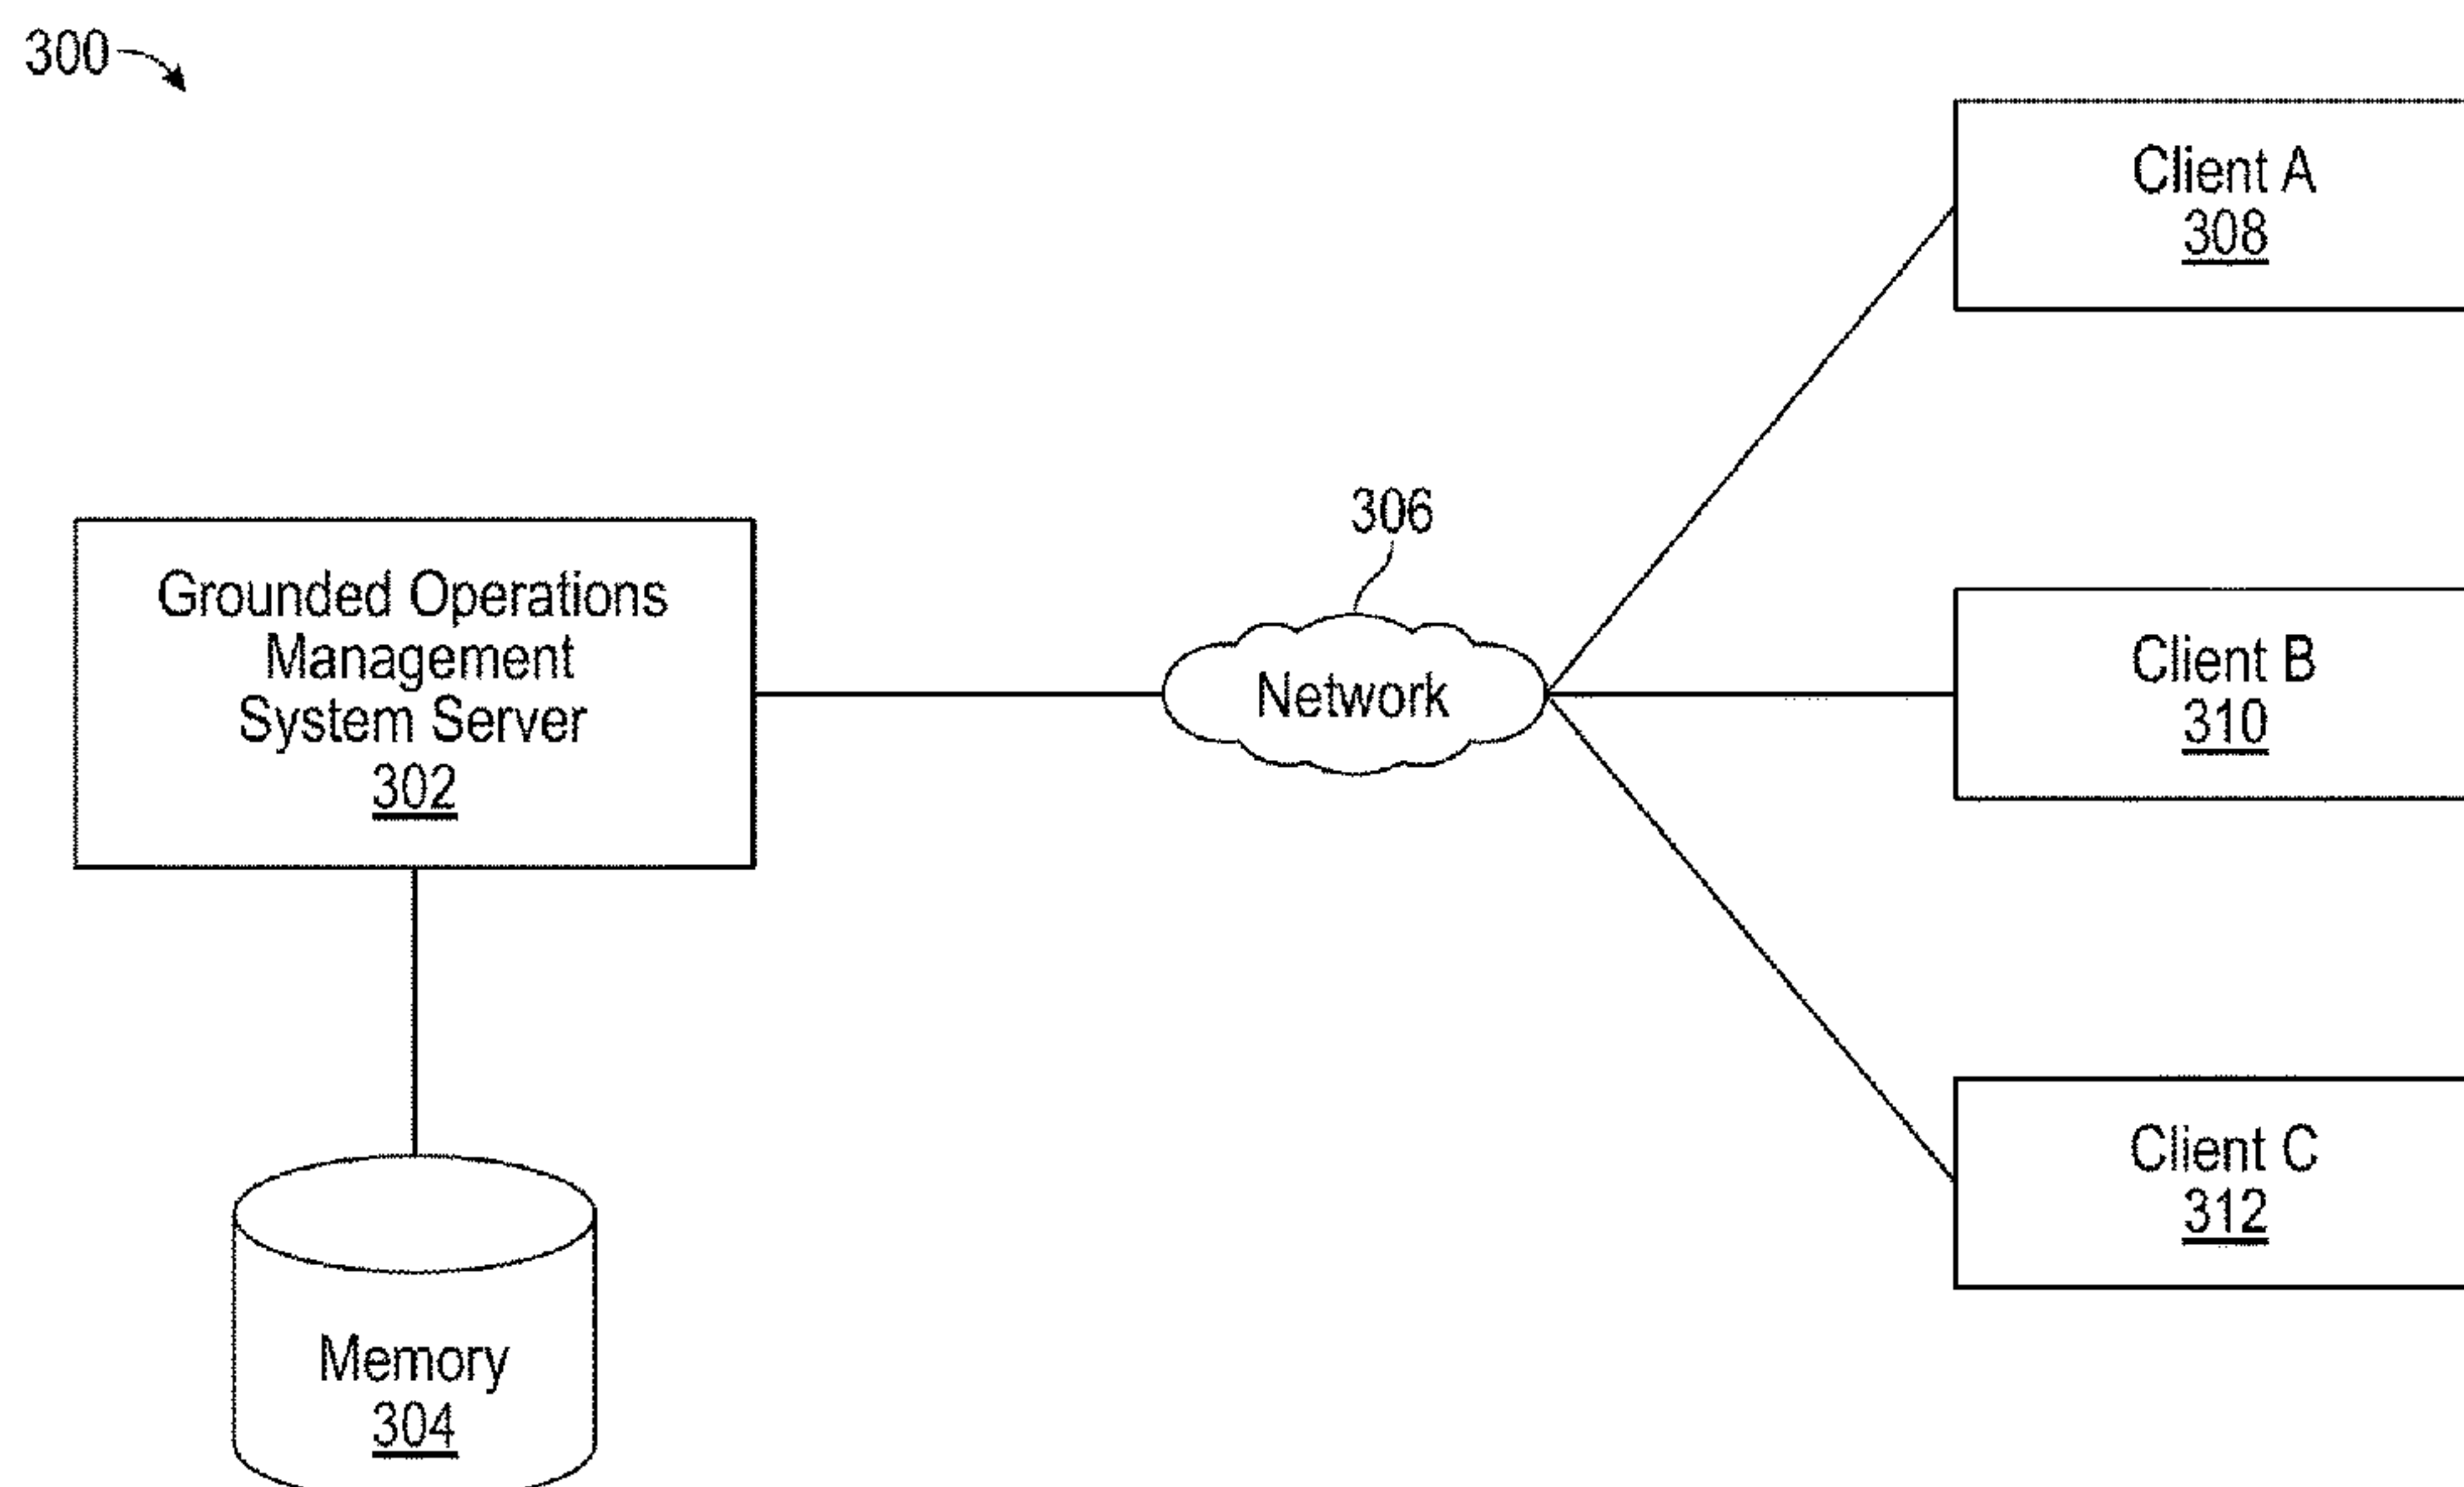 300
Client A
308
306
Grounded Operations
Management
System Server
302
Network
Client B
310
Client C
312
Memory
304